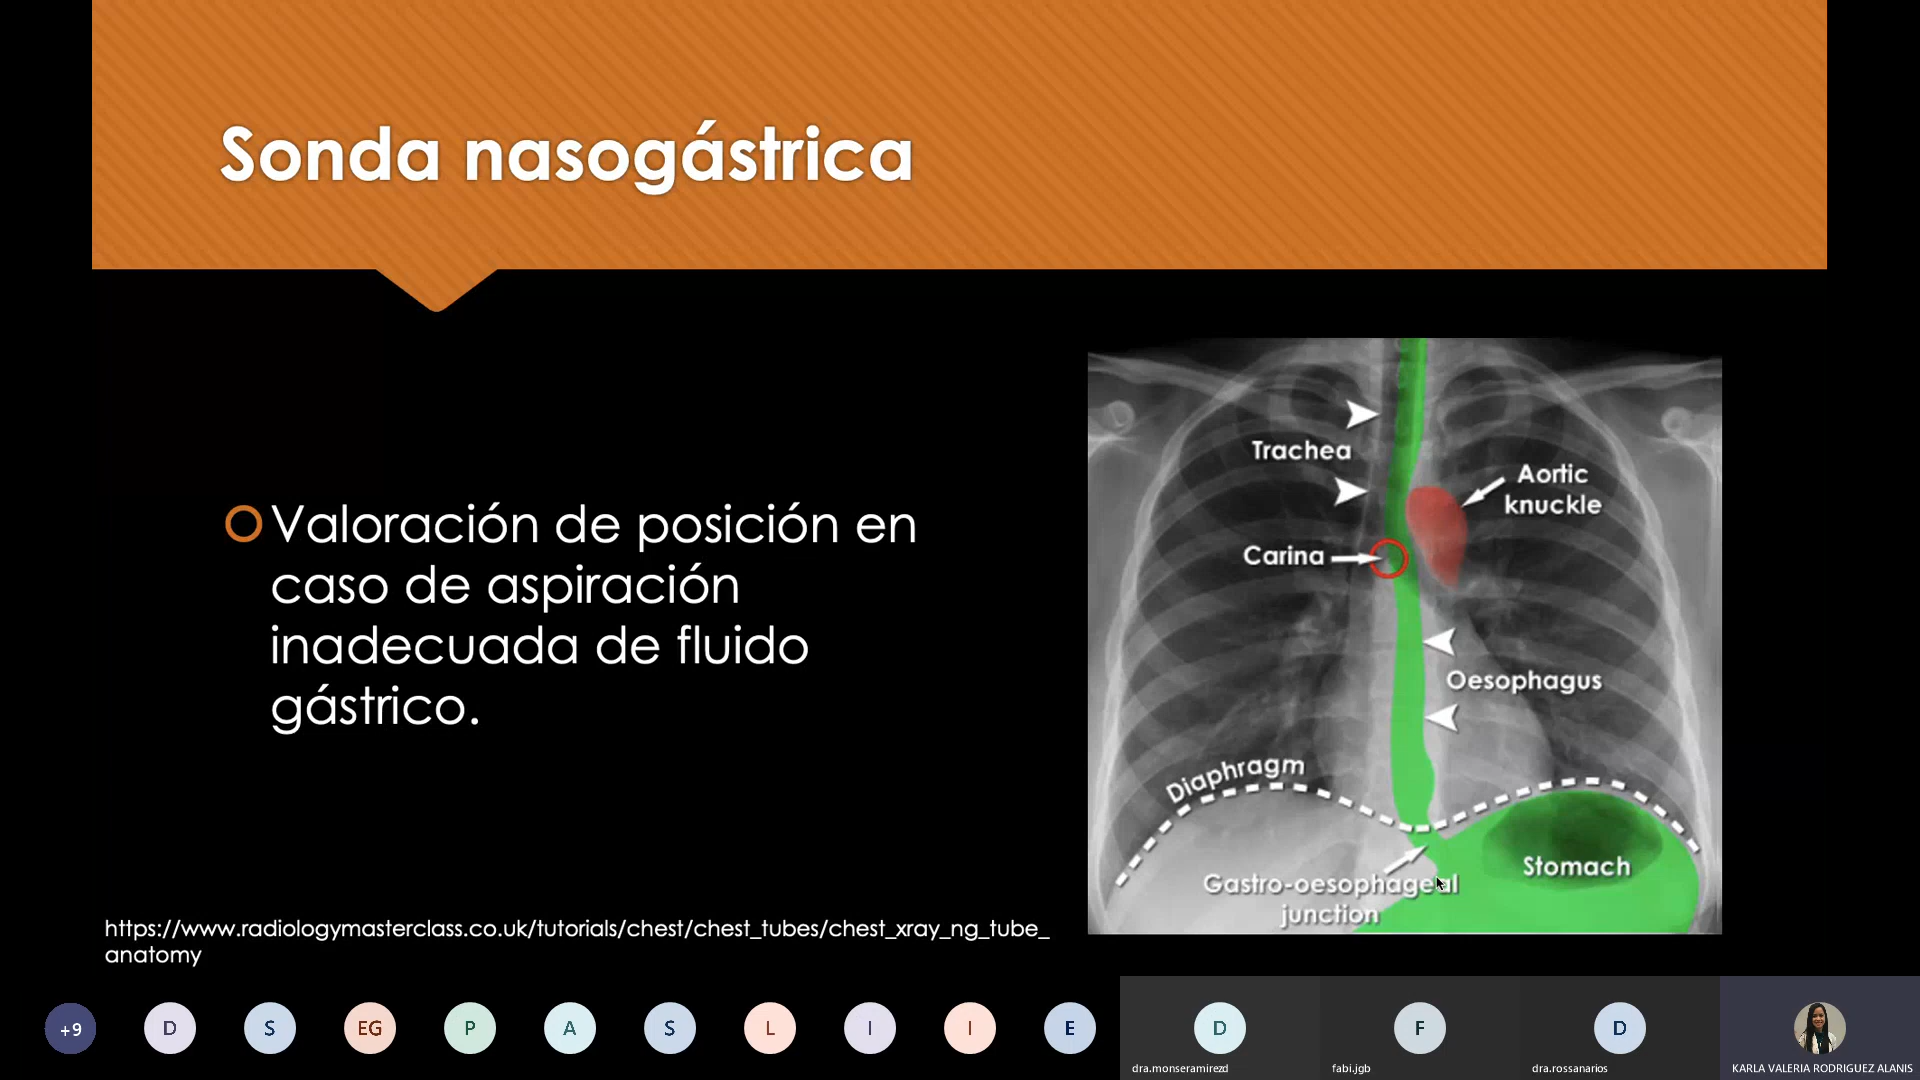 Sonda nasogástrica
Valoración de posición en
caso de aspiración
inadecuada de fluido
gástrico.
Trachea
Aortic
knuckle
Carina
Oesophagus
Diaphragm
Stomach
Gastro-oesophageal
junction
https://www.radiologymasterclass.co.uk/tutorials/chest/chest_tubes/chest_xray_ng_tube_
anatomy
+9
D
S
EG
P
A
S
L
I
I
E
D
F
D
dra.monseramirezd
fabi.jgb
dra.rossanarios
KARLA VALERIA RODRIGUEZ ALANIS